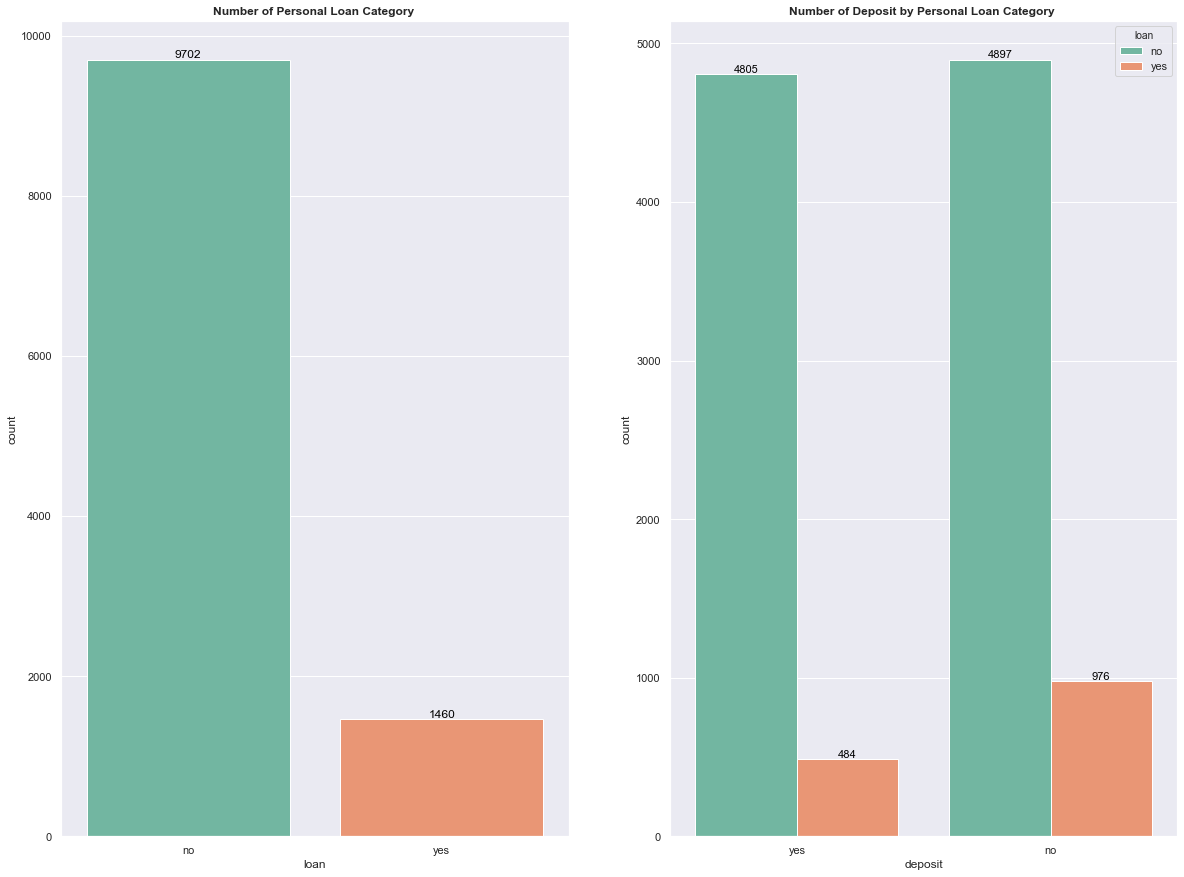 Number of Personal Loan Category
10000
8000
6000
4000
2000
0
count
9702
1460
no
yes
loan
Number of Deposit by Personal Loan Category
5000
4000
3000
2000
1000
0
count
loan
no
yes
4805
484
4897
976
yes
no
deposit